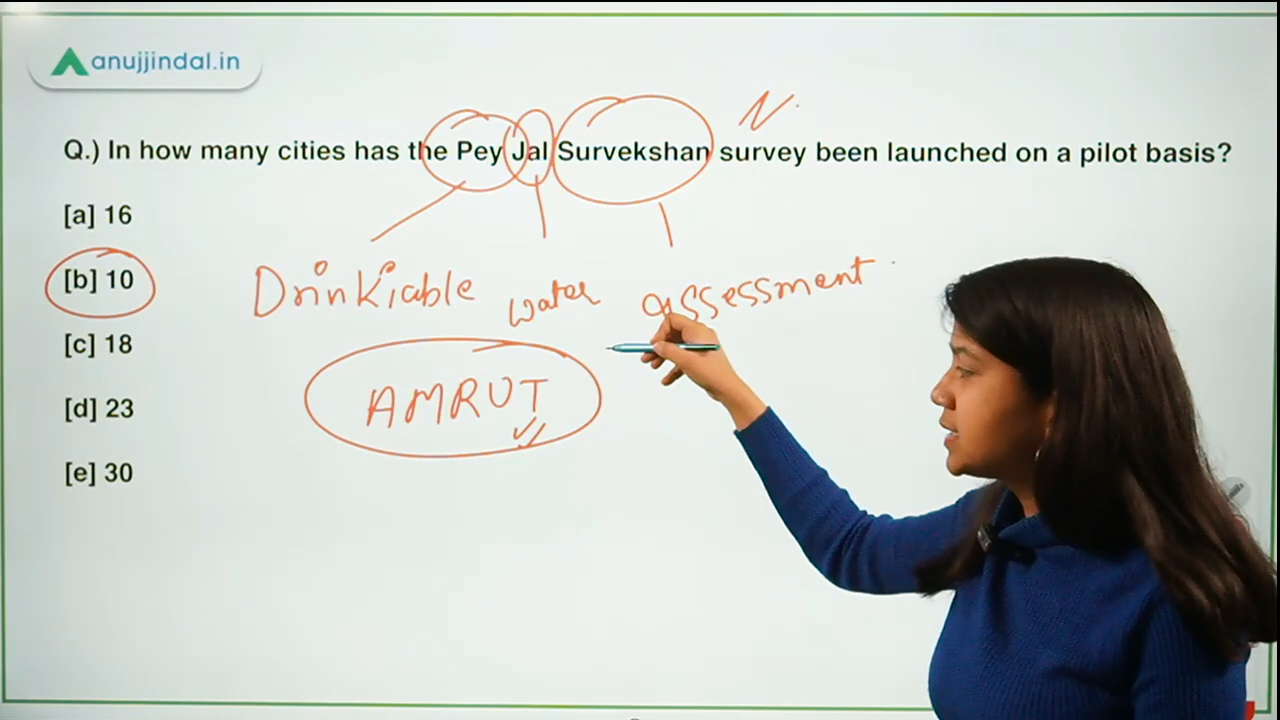 anujjindal.in
N
Q.) In how many cities has the Pey Jal Survekshan survey been launched on a pilot basis?
[a] 16
[b] 10
[c] 18
[d] 23
[e] 30
Drinkiable water assessment
AMRUT